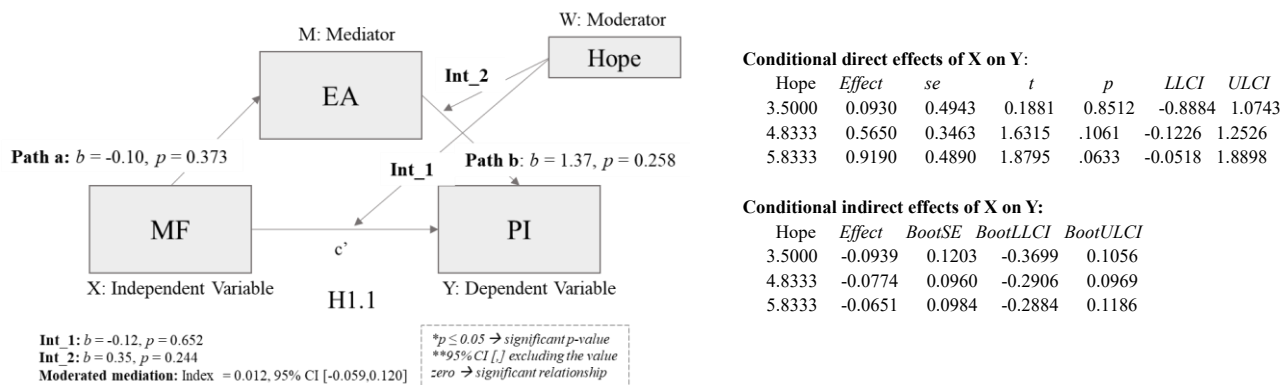 W: Moderator
M: Mediator
Hope
Int_2
EA
Path a: b = -0.10, p = 0.373
Path b: b = 1.37, p = 0.258
Int_1
MF
PI
c’
X: Independent Variable
Y: Dependent Variable
H1.1
Int_1: b = -0.12, p = 0.652
Int_2: b = 0.35, p = 0.244
Moderated mediation: Index = 0.012, 95% CI [-0.059,0.120]
*p ≤ 0.05 → significant p-value
**95% CI [,] excluding the value
zero → significant relationship
Conditional direct effects of X on Y:
Hope Effect se t p LLCI ULCI
3.5000 0.0930 0.4943 0.1881 0.8512 -0.8884 1.0743
4.8333 0.5650 0.3463 1.6315 .1061 -0.1226 1.2526
5.8333 0.9190 0.4890 1.8795 .0633 -0.0518 1.8898
Conditional indirect effects of X on Y:
Hope Effect BootSE BootLLCI BootULCI
3.5000 -0.0939 0.1203 -0.3699 0.1056
4.8333 -0.0774 0.0960 -0.2906 0.0969
5.8333 -0.0651 0.0984 -0.2884 0.1186